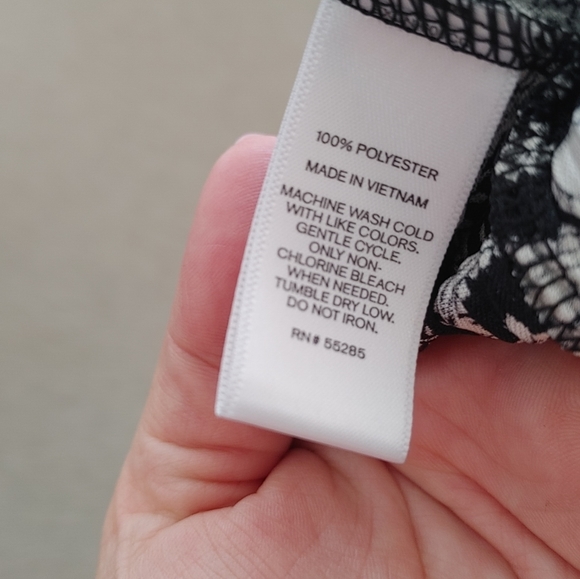 100% POLYESTER
MADE IN VIETNAM
MACHINE WASH COLD
WITH LIKE COLORS.
GENTLE CYCLE.
ONLY NON-
CHLORINE BLEACH
WHEN NEEDED.
TUMBLE DRY LOW.
DO NOT IRON.
RN# 55285